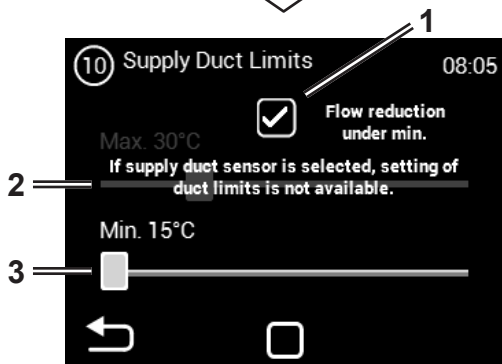 1
10 Supply Duct Limits 08:05
Flow reduction
under min.
Max. 30°C
If supply duct sensor is selected, setting of
duct limits is not available.
2
Min. 15°C
3